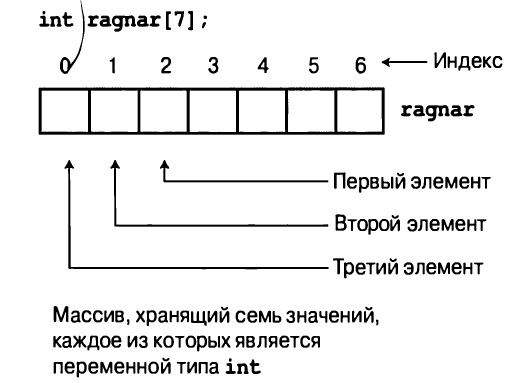 int ragnar[7];
0 1 2 3 4 5 6 Индекс
ragnar
Первый элемент
Второй элемент
Третий элемент
Массив, хранящий семь значений,
каждое из которых является
переменной типа int